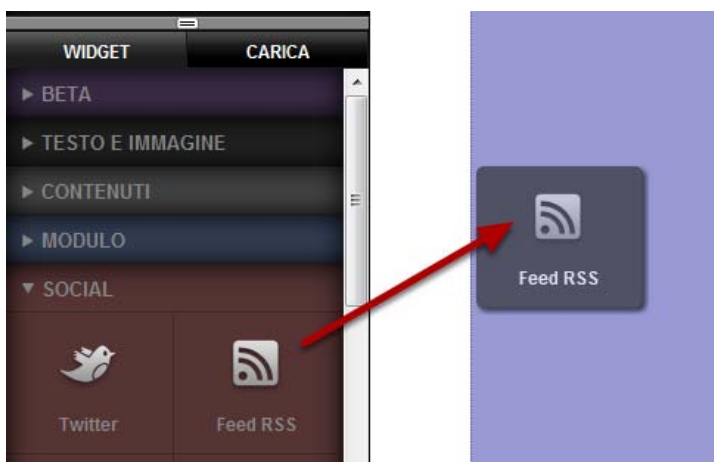 WIDGET CARICA
BETA
TESTO E IMMAGINE
CONTENUTI
MODULO
SOCIAL
Twitter Feed RSS
Feed RSS